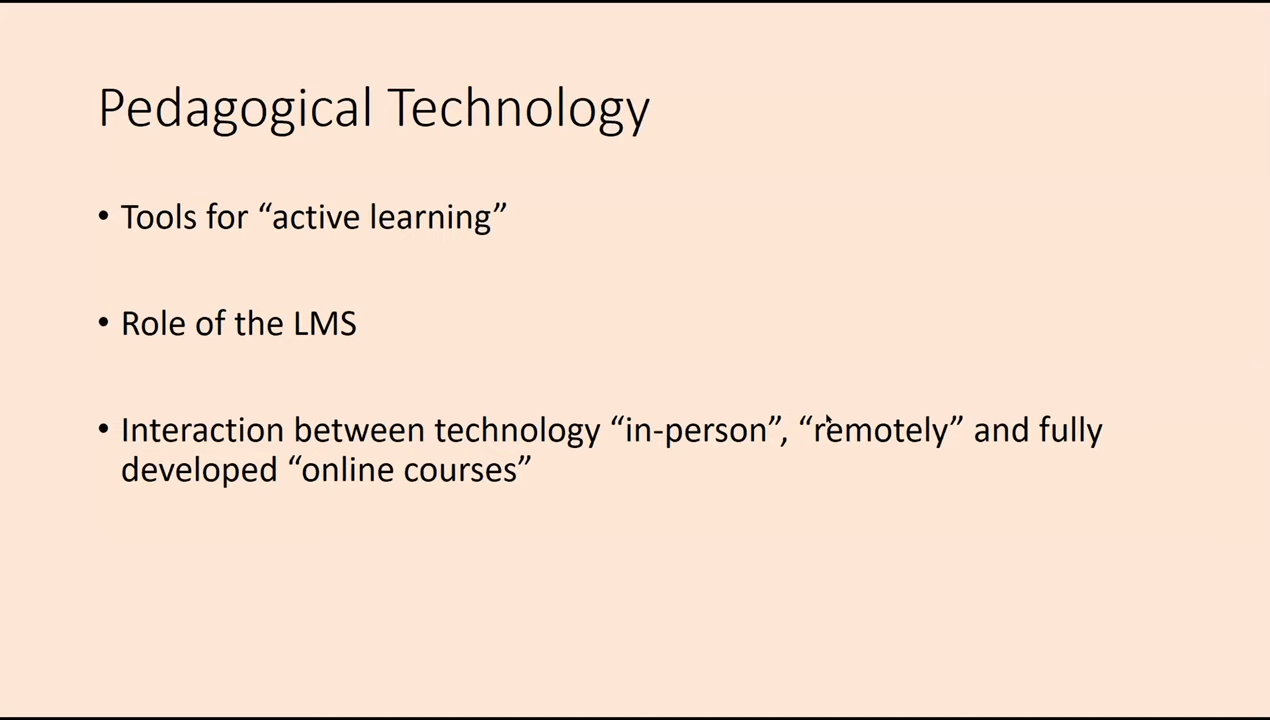 Pedagogical Technology
• Tools for “active learning”
• Role of the LMS
• Interaction between technology “in-person”, “remotely” and fully
developed “online courses”